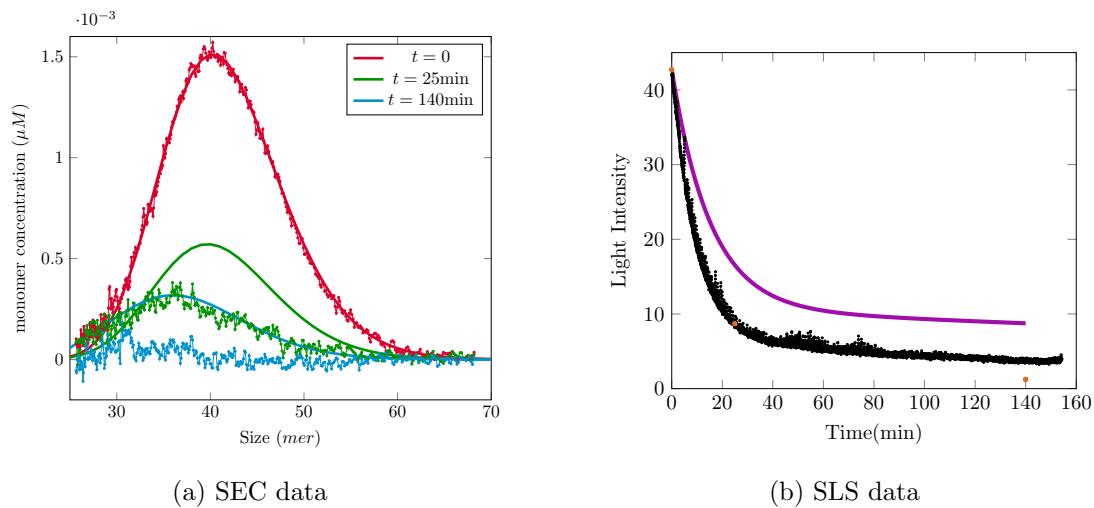 ·10⁻³
1.5
1
0.5
0
monomer concentration (μM)
30 40 50 60 70
Size (mer)
t = 0
t = 25min
t = 140min
(a) SEC data
40
30
20
10
0
Light Intensity
0 20 40 60 80 100 120 140 160
Time(min)
(b) SLS data